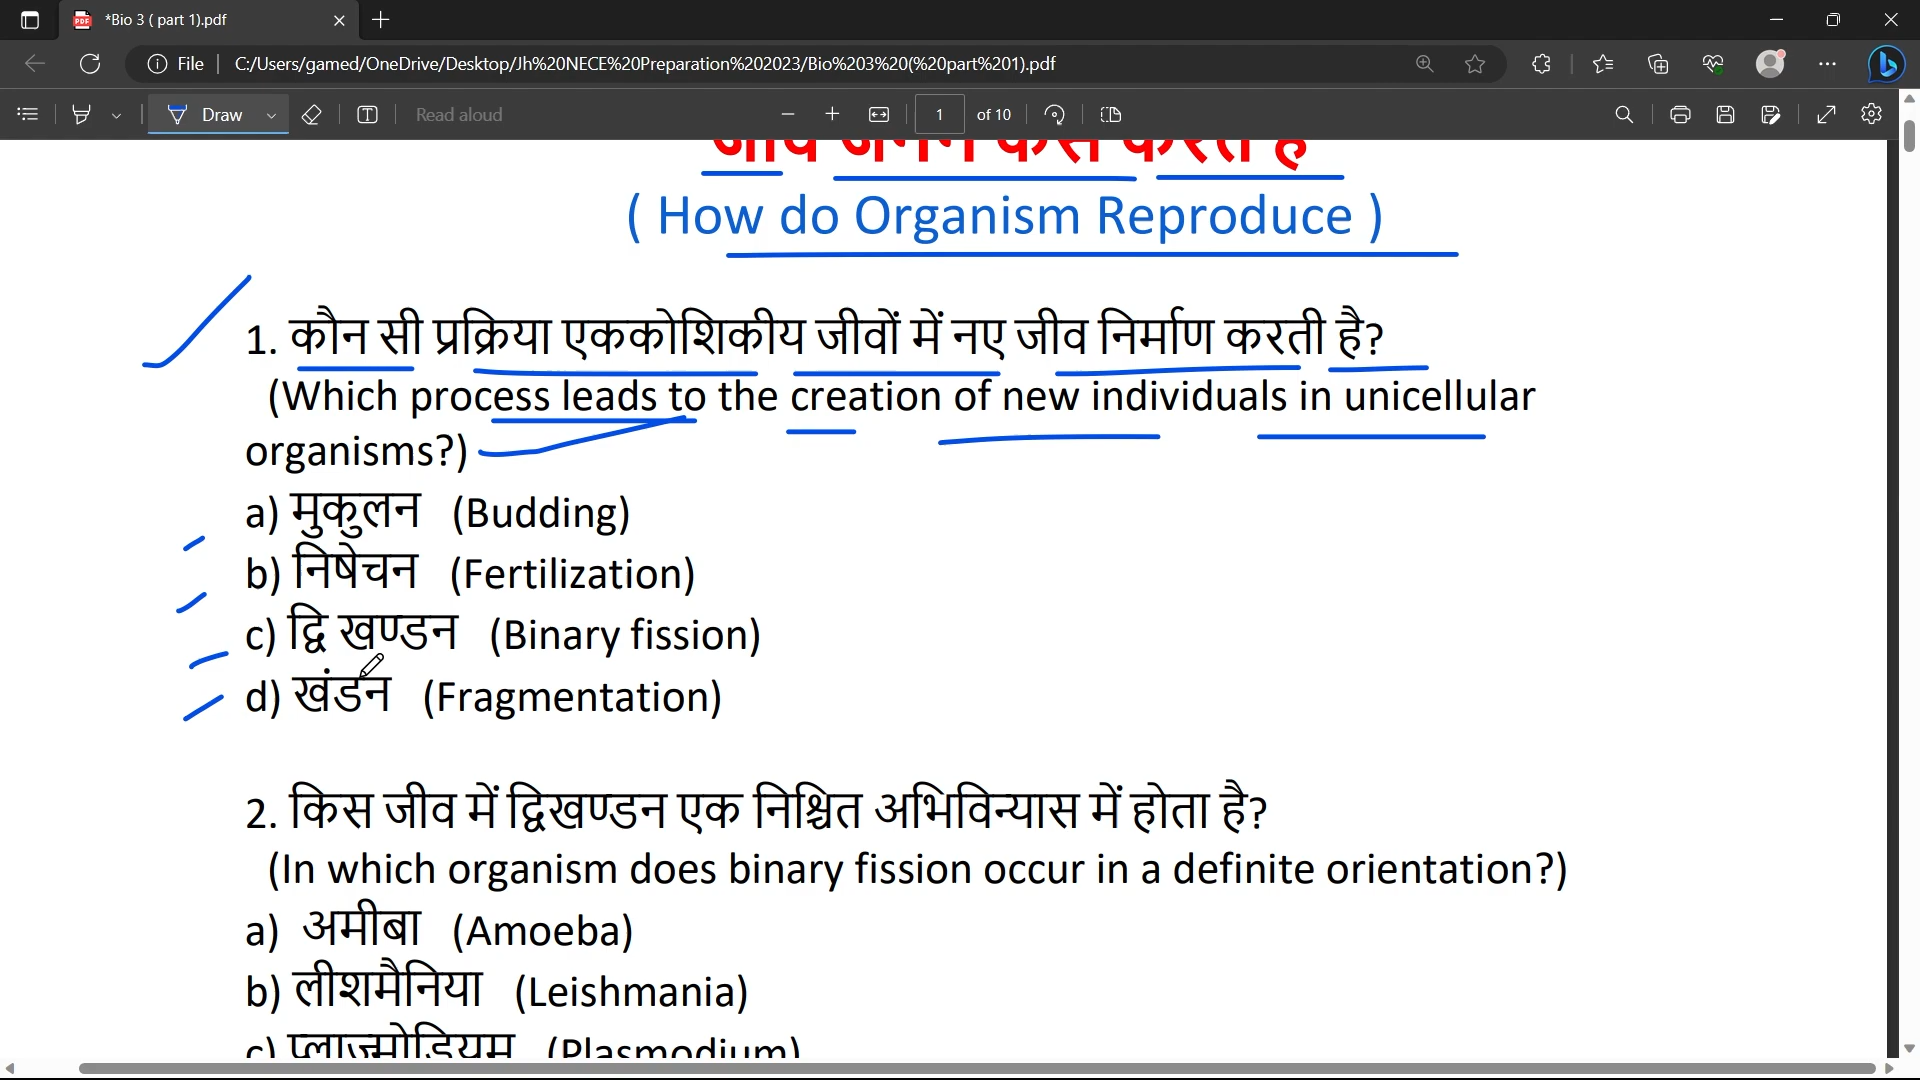 *Bio 3 ( part 1).pdf
File C:/Users/gamed/OneDrive/Desktop/Jh%20NECE%20Preparation%202023/Bio%203%20(%20part%201).pdf
Draw Read aloud 1 of 10
जीव जनन कैसे करते है
( How do Organism Reproduce )
1. कौन सी प्रक्रिया एककोशिकीय जीवों में नए जीव निर्माण करती है?
(Which process leads to the creation of new individuals in unicellular
organisms?)
a) मुकुलन (Budding)
b) निषेचन (Fertilization)
c) द्वि खण्डन (Binary fission)
d) खंडन (Fragmentation)
2. किस जीव में द्विखण्डन एक निश्चित अभिविन्यास में होता है?
(In which organism does binary fission occur in a definite orientation?)
a) अमीबा (Amoeba)
b) लीशमैनिया (Leishmania)
c) प्लाज्मोडियम (Plasmodium)